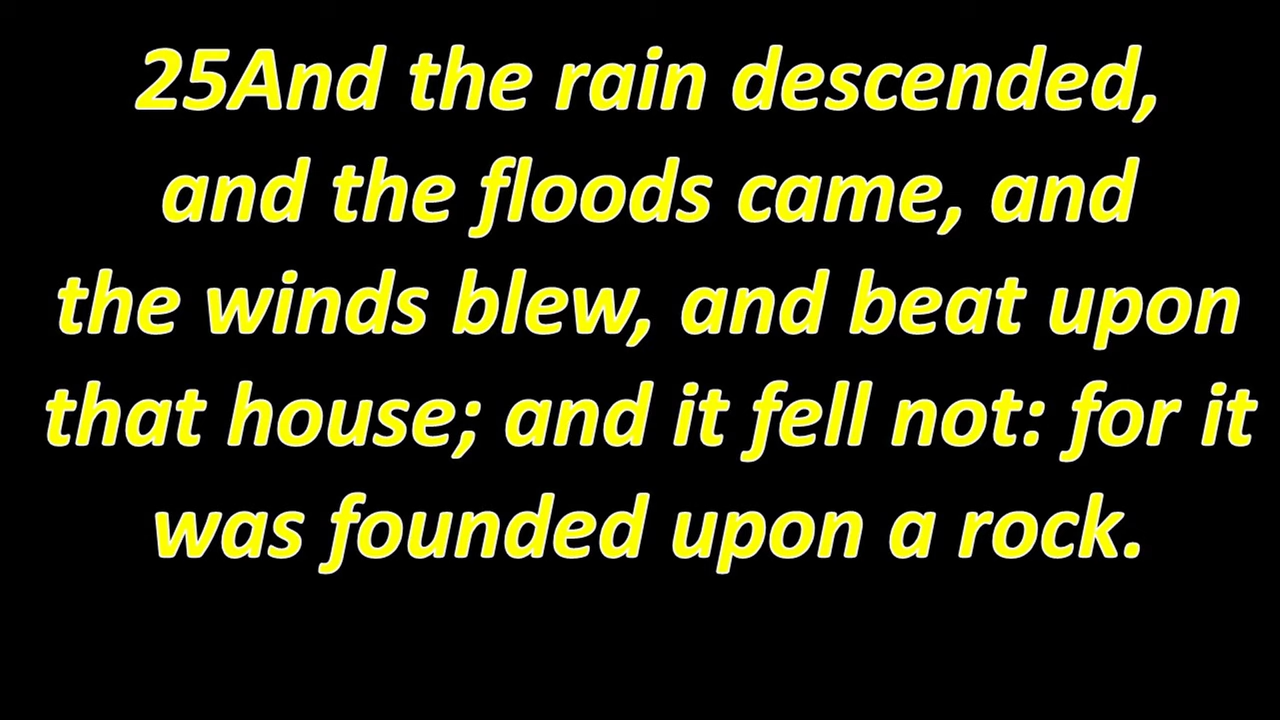 25And the rain descended,
and the floods came, and
the winds blew, and beat upon
that house; and it fell not: for it
was founded upon a rock.